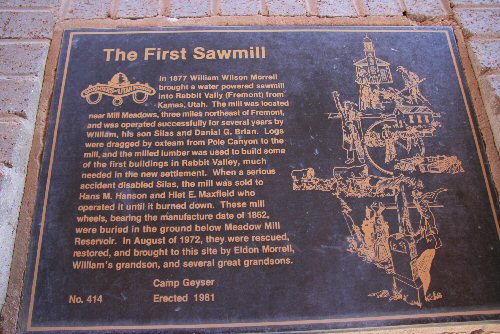 The First Sawmill
In 1877 William Wilson Morrell
brought a water powered sawmill
into Rabbit Vally (Fremont) from
Kamas, Utah. The mill was located
near Mill Meadows, three miles northeast of Fremont,
and was operated successfully for several years by
William, his son Silas and Daniel G. Brian. Logs
were dragged by oxteam from Pole Canyon to the
mill, and the milled lumber was used to build some
of the first buildings in Rabbit Valley, much
needed in the new settlement. When a serious
accident disabled Silas, the mill was sold to
Hans M. Hanson and Hiet E. Maxfield who
operated it until it burned down. These mill
wheels, bearing the manufacture date of 1862,
were buried in the ground below Meadow Mill
Reservoir. In August of 1972, they were rescued,
restored, and brought to this site by Eldon Morrell,
William's grandson, and several great grandsons.
Camp Geyser
No. 414 Erected 1981